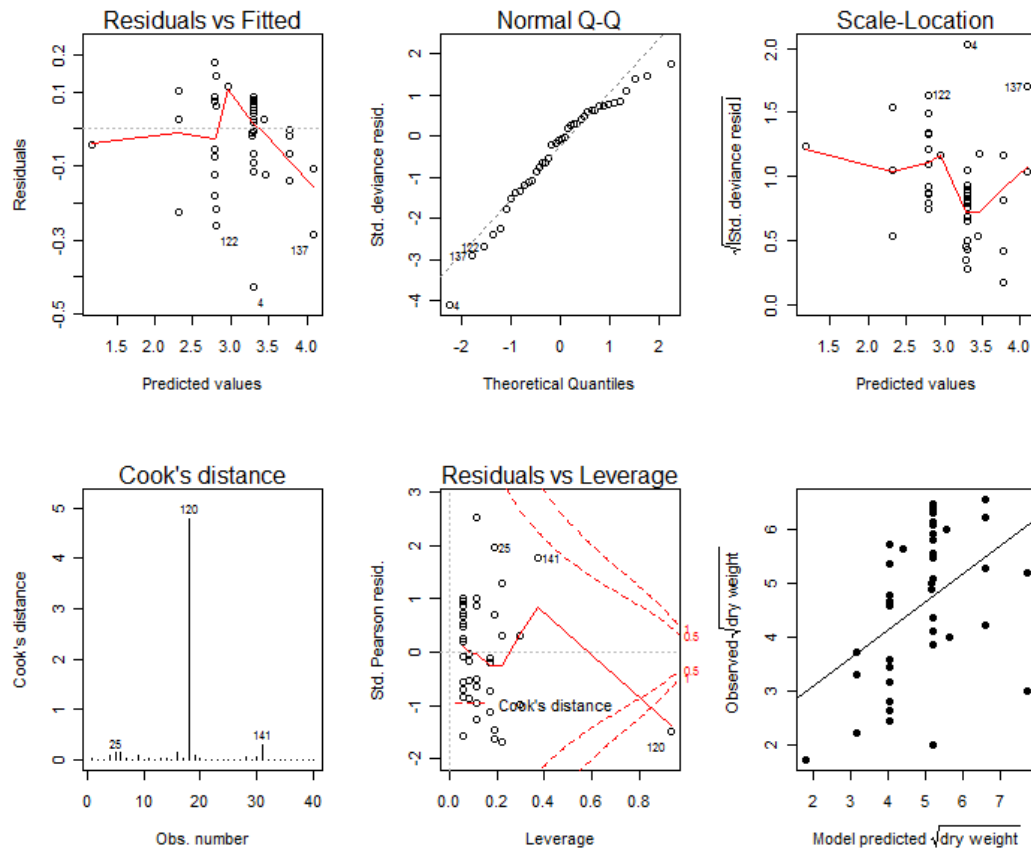 Residuals vs Fitted
Residuals
0.2
0.1
-0.1
-0.3
-0.5
122
137
4
1.5 2.0 2.5 3.0 3.5 4.0
Predicted values
Normal Q-Q
Std. deviance resid.
2
1
0
-1
-2
-3
-4
122
137
4
-2 -1 0 1 2
Theoretical Quantiles
Scale-Location
√|Std. deviance resid|
2.0
1.5
1.0
0.5
0.0
4
137
122
1.5 2.0 2.5 3.0 3.5 4.0
Predicted values
Cook's distance
Cook's distance
5
4
3
2
1
0
120
25
141
0 10 20 30 40
Obs. number
Residuals vs Leverage
Std. Pearson resid.
3
2
1
0
-1
-2
25
141
1
0.5
0.5
1
Cook's distance
120
0.0 0.2 0.4 0.6 0.8
Leverage
Observed √dry weight
6
5
4
3
2
2 3 4 5 6 7
Model predicted √dry weight